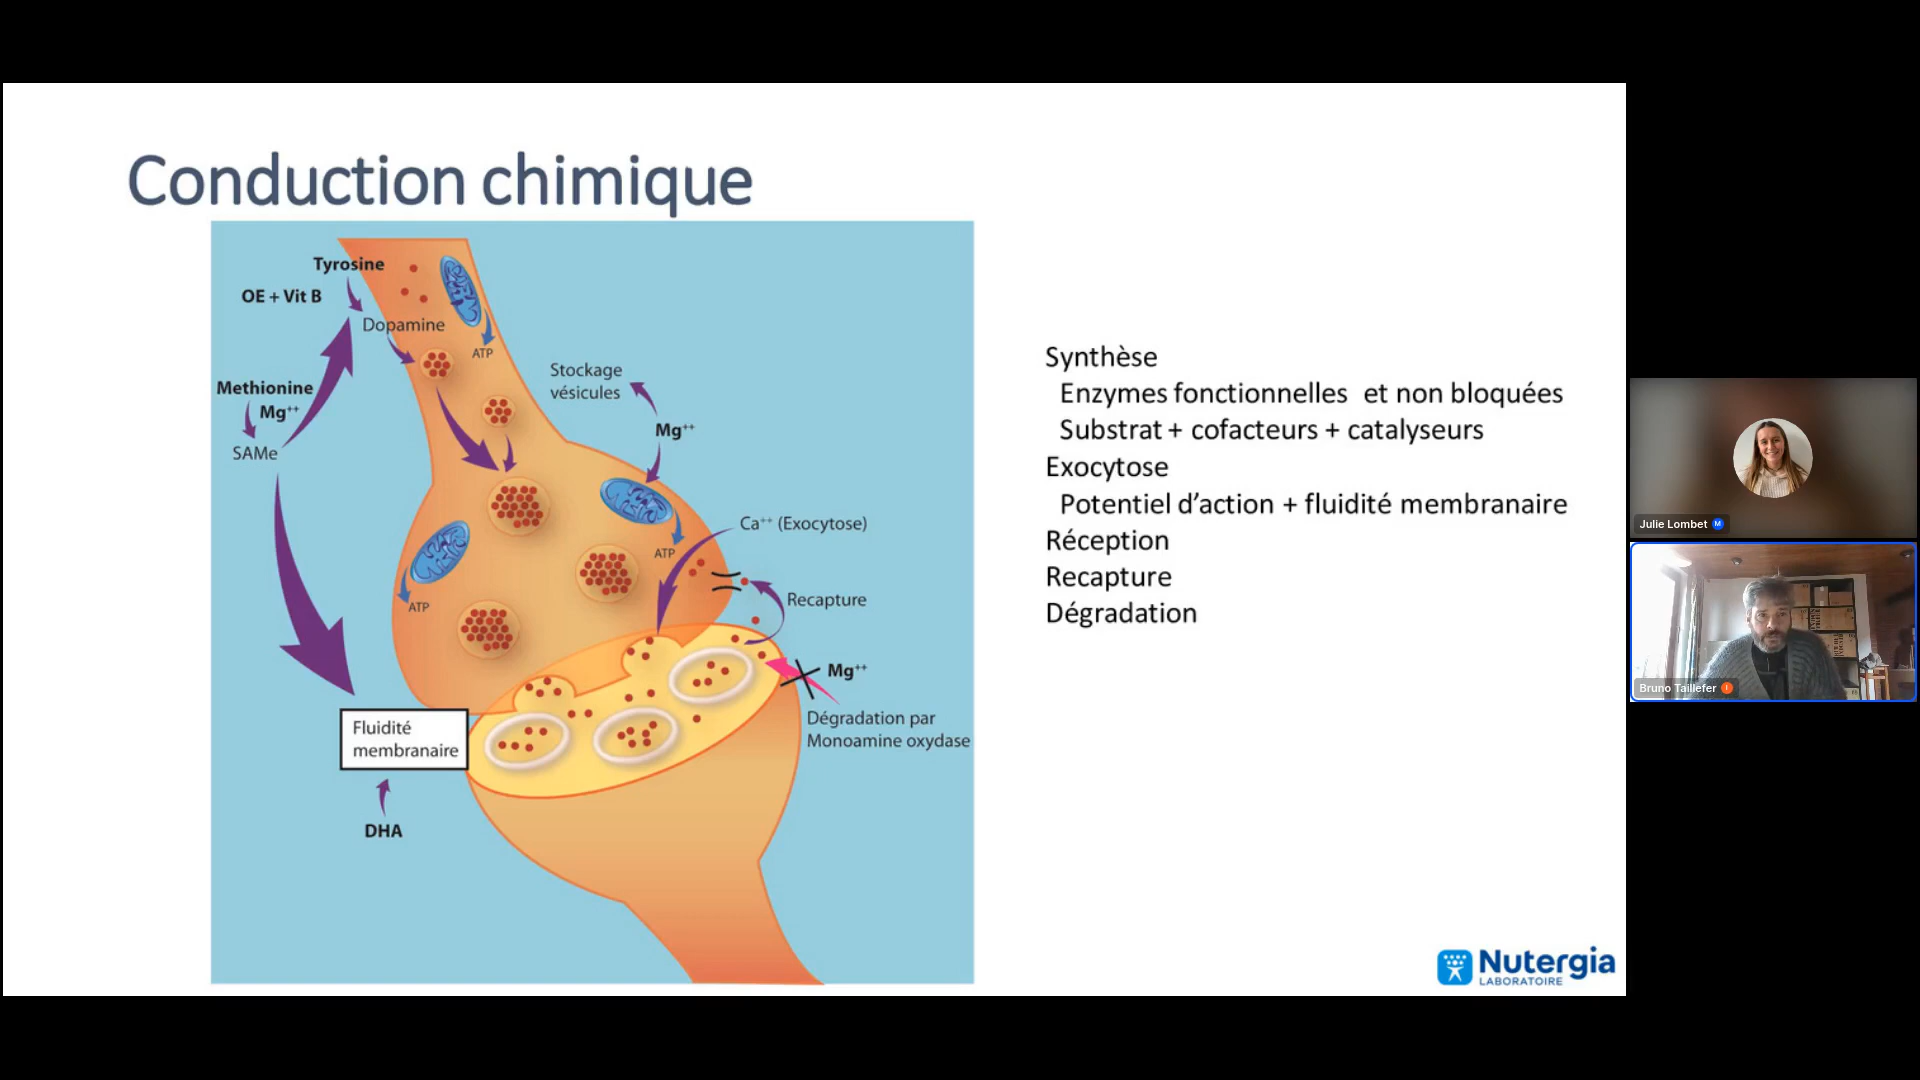 Conduction chimique
Tyrosine
OE + Vit B
Dopamine
ATP
Methionine
Mg⁺⁺
SAMe
Stockage
vésicules
Mg⁺⁺
Ca⁺⁺ (Exocytose)
ATP
ATP
Recapture
Mg⁺⁺
Dégradation par
Monoamine oxydase
Fluidité
membranaire
DHA
Synthèse
Enzymes fonctionnelles et non bloquées
Substrat + cofacteurs + catalyseurs
Exocytose
Potentiel d’action + fluidité membranaire
Réception
Recapture
Dégradation
Nutergia
LABORATOIRE
Julie Lombet M
Bruno Taillefer